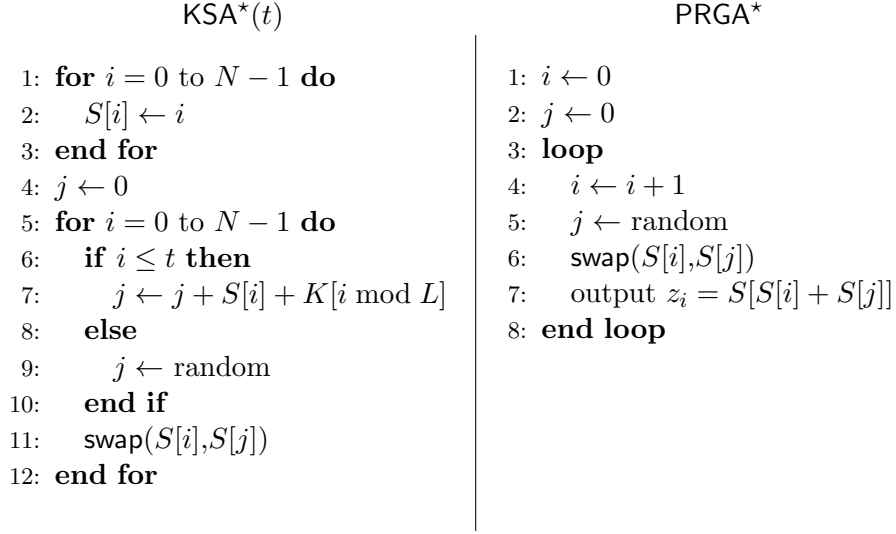 KSA⋆(t)
1: for i = 0 to N − 1 do
2: S[i] ← i
3: end for
4: j ← 0
5: for i = 0 to N − 1 do
6: if i ≤ t then
7: j ← j + S[i] + K[i mod L]
8: else
9: j ← random
10: end if
11: swap(S[i],S[j])
12: end for
PRGA⋆
1: i ← 0
2: j ← 0
3: loop
4: i ← i + 1
5: j ← random
6: swap(S[i],S[j])
7: output zᵢ = S[S[i] + S[j]]
8: end loop